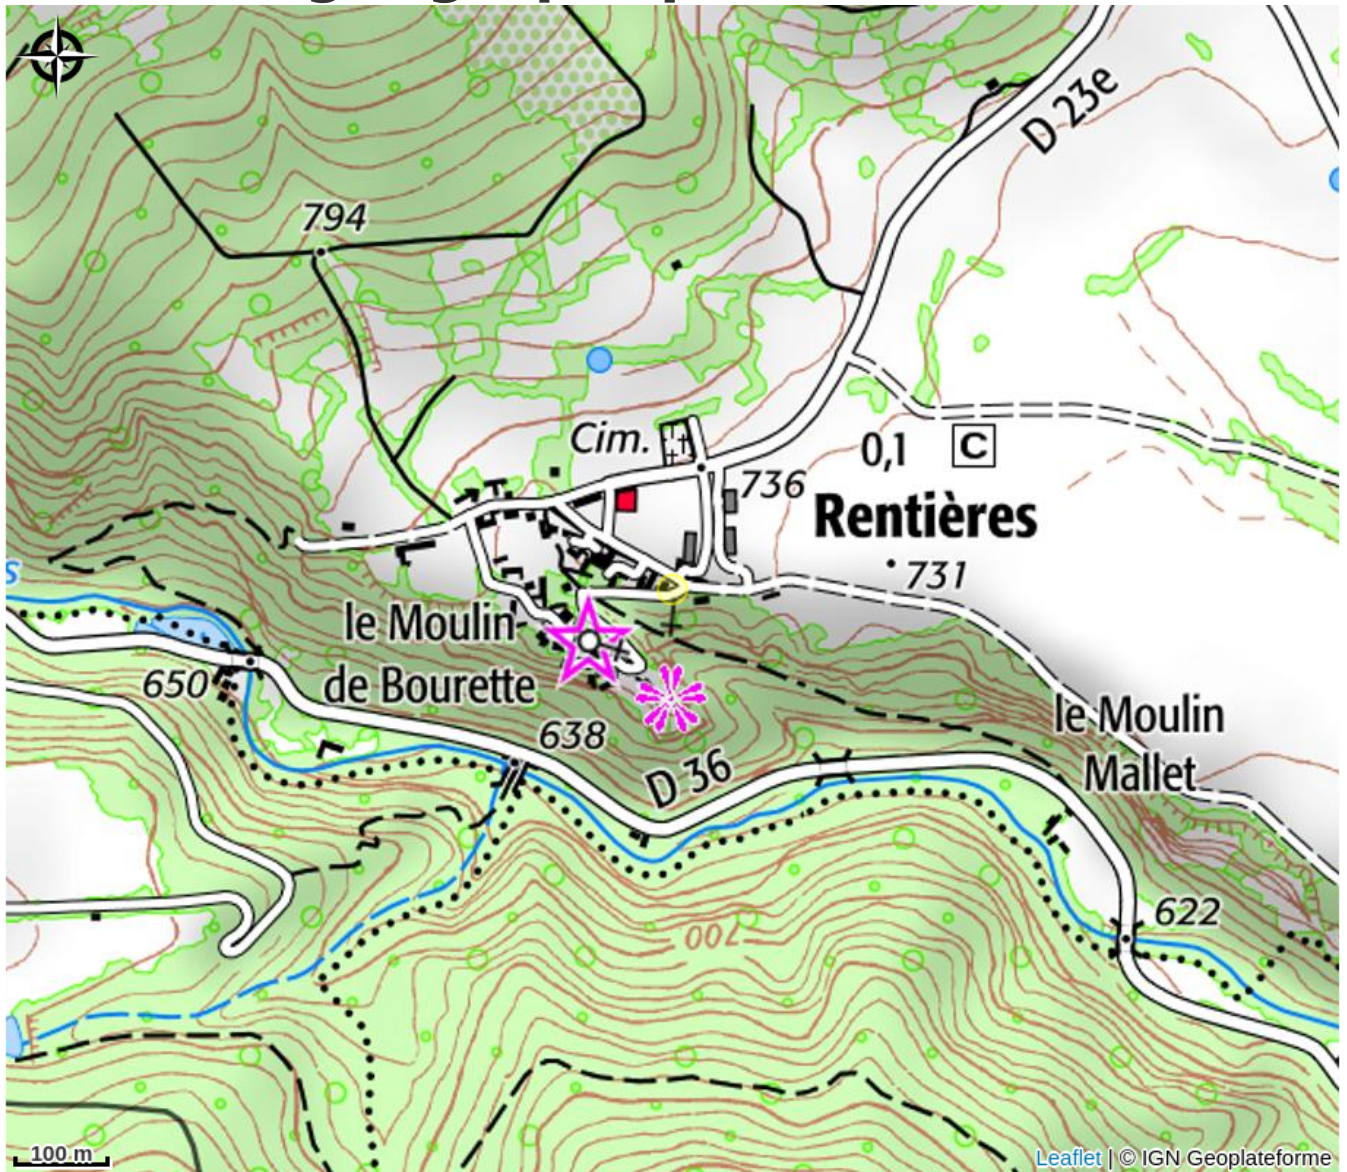 D 23e
794
Cim.
736
0,1 C
Rentières
731
s
le Moulin
de Bourette
650
638
D 36
le Moulin
Mallet
622
700
100 m
Leaflet | © IGN Geoplateforme